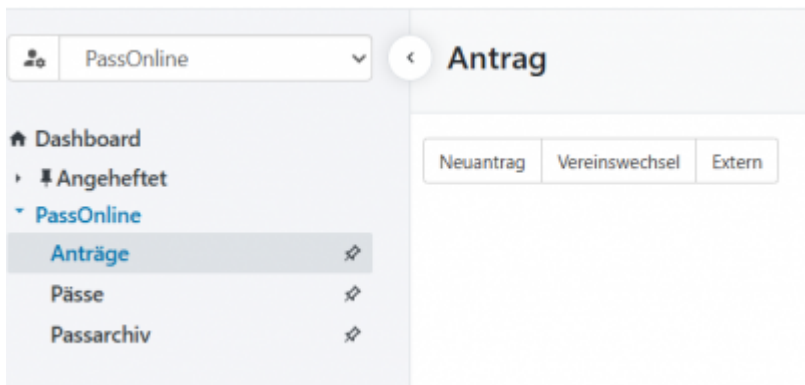 PassOnline
Antrag
Dashboard
Angeheftet
PassOnline
Anträge
Pässe
Passarchiv
Neuantrag Vereinswechsel Extern